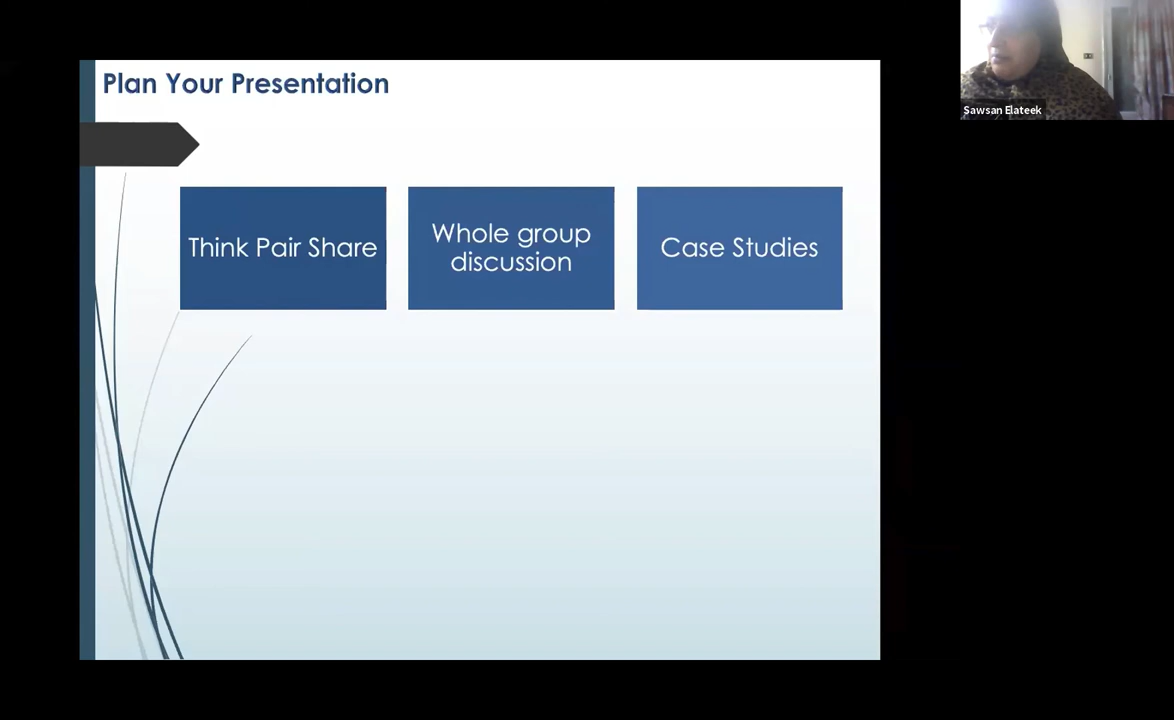 Plan Your Presentation
Think Pair Share
Whole group
discussion
Case Studies
Sawsan Elateek